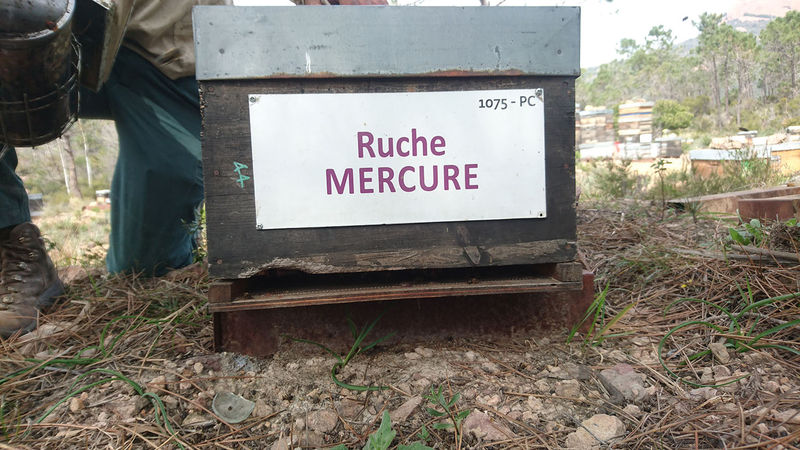 1075 - PC
Ruche
MERCURE